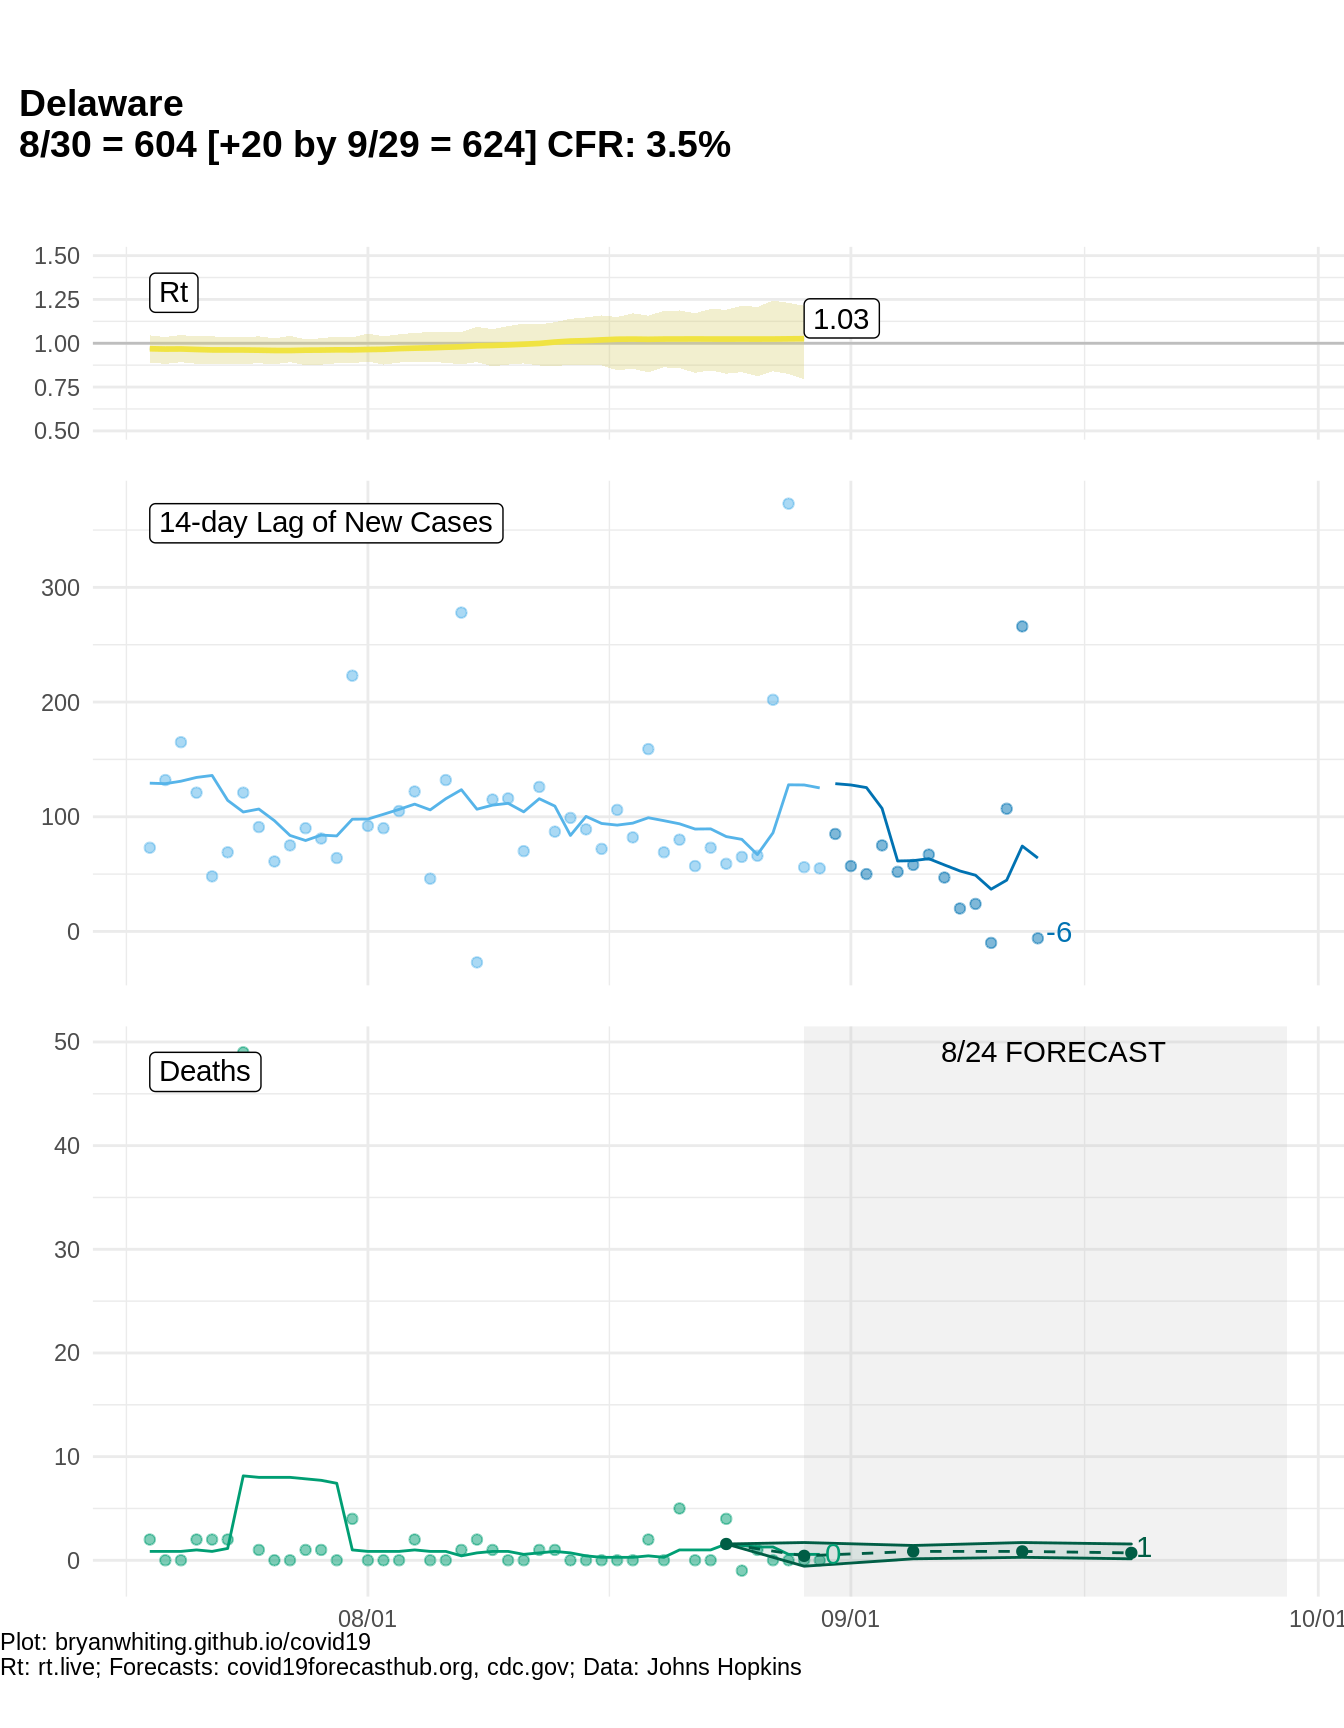 Delaware
8/30 = 604 [+20 by 9/29 = 624] CFR: 3.5%
1.50
Rt
1.25
1.03
1.00
0.75
0.50
14-day Lag of New Cases
300
200
100
0
-6
50
8/24 FORECAST
Deaths
40
30
20
10
0
0
1
08/01
09/01
10/01
Plot: bryanwhiting.github.io/covid19
Rt: rt.live; Forecasts: covid19forecasthub.org, cdc.gov; Data: Johns Hopkins